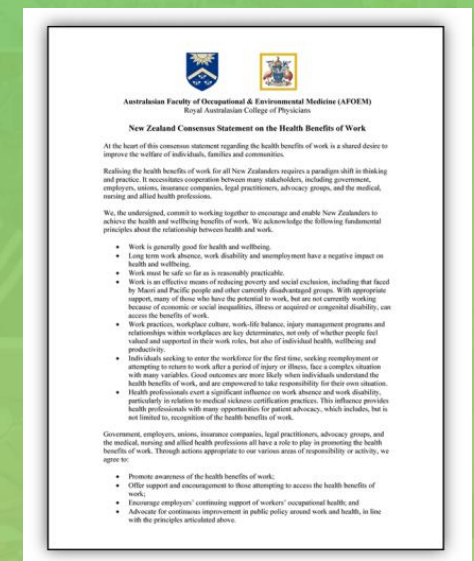 Australasian Faculty of Occupational & Environmental Medicine (AFOEM)
Royal Australasian College of Physicians
New Zealand Consensus Statement on the Health Benefits of Work
At the heart of this consensus statement regarding the health benefits of work is a shared desire to
improve the welfare of individuals, families and communities.
Realising the health benefits of work for all New Zealanders requires a paradigm shift in thinking
and practice. It necessitates cooperation between many stakeholders, including government,
employers, unions, insurance companies, legal practitioners, advocacy groups, and the medical,
nursing and allied health professions.
We, the undersigned, commit to working together to encourage and enable New Zealanders to
achieve the health and wellbeing benefits of work. We acknowledge the following fundamental
principles about the relationship between health and work.
• Work is generally good for health and wellbeing.
• Long term work absence, work disability and unemployment have a negative impact on
health and wellbeing.
• Work must be safe so far as is reasonably practicable.
• Work is an effective means of reducing poverty and social exclusion, including that faced
by Maori and Pacific people and other currently disadvantaged groups. With appropriate
support, many of those who have the potential to work, but are not currently working
because of economic or social inequalities, illness or acquired or congenital disability, can
access the benefits of work.
• Work practices, workplace culture, work-life balance, injury management programs and
relationships within workplaces are key determinates, not only of whether people feel
valued and supported in their work roles, but also of individual health, wellbeing and
productivity.
• Individuals seeking to enter the workforce for the first time, seeking reemployment or
attempting to return to work after a period of injury or illness, face a complex situation
with many variables. Good outcomes are more likely when individuals understand the
health benefits of work, and are empowered to take responsibility for their own situation.
• Health professionals exert a significant influence on work absence and work disability,
particularly in relation to medical sickness certification practices. This influence provides
health professionals with many opportunities for patient advocacy, which includes, but is
not limited to, recognition of the health benefits of work.
Government, employers, unions, insurance companies, legal practitioners, advocacy groups, and
the medical, nursing and allied health professions all have a role to play in promoting the health
benefits of work. Through actions appropriate to our various areas of responsibility or activity, we
agree to:
• Promote awareness of the health benefits of work;
• Offer support and encouragement to those attempting to access the health benefits of
work;
• Encourage employers' continuing support of workers' occupational health; and
• Advocate for continuous improvement in public policy around work and health, in line
with the principles articulated above.